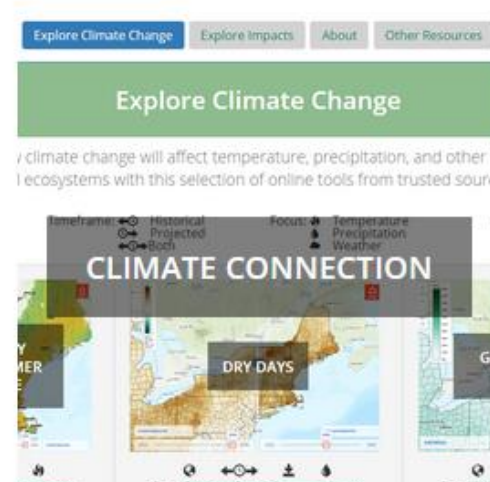 Explore Climate Change Explore Impacts About Other Resources
Explore Climate Change
climate change will affect temperature, precipitation, and other
ecosystems with this selection of online tools from trusted
Timeframe: Historical Focus: Temperature
Projected Precipitation
Both Weather
CLIMATE CONNECTION
DRY DAYS